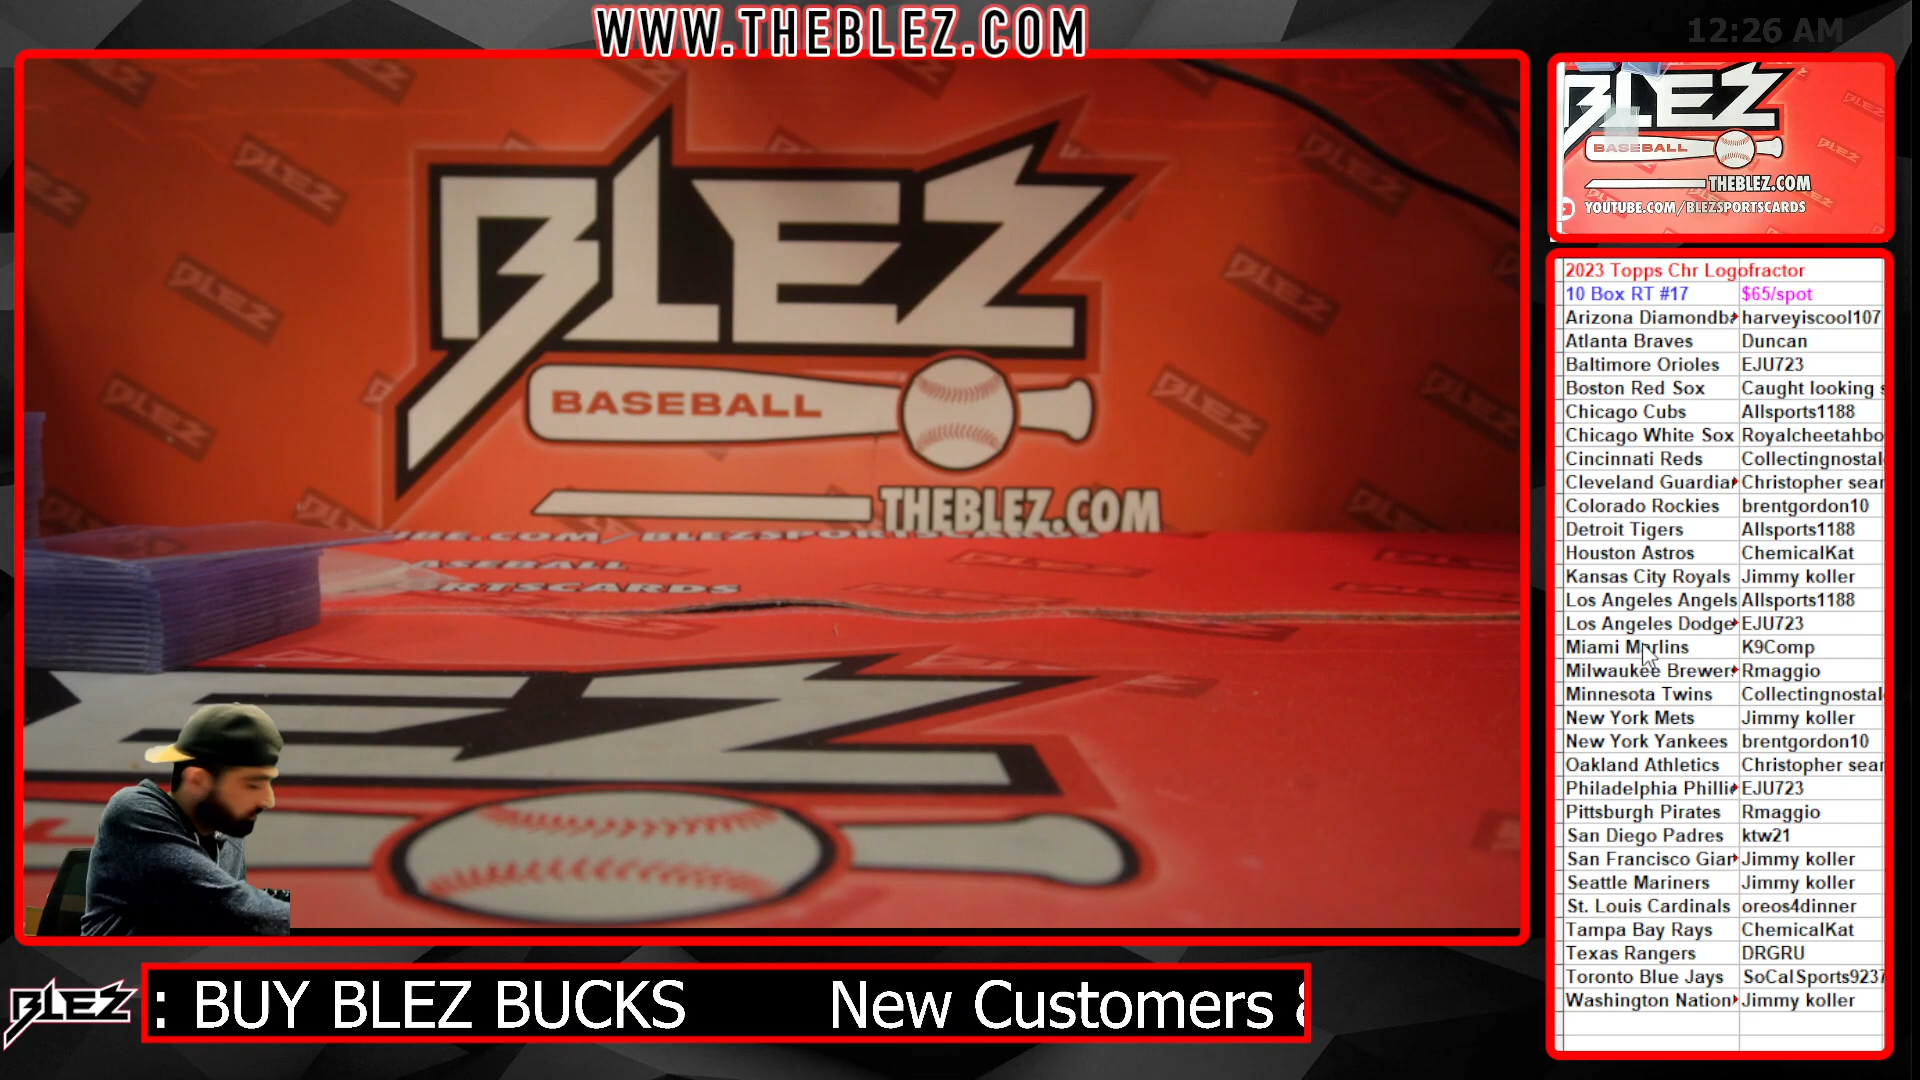 WWW.THEBLEZ.COM
12:26 AM
BLEZ
BASEBALL
THEBLEZ.COM
BLEZ
BASEBALL
THEBLEZ.COM
YOUTUBE.COM/BLEZSPORTSCARDS
2023 Topps Chr Logofractor
10 Box RT #17 $65/spot
Arizona Diamondba harveyiscool107
Atlanta Braves Duncan
Baltimore Orioles EJU723
Boston Red Sox Caught looking s
Chicago Cubs Allsports1188
Chicago White Sox Royalcheetahbo
Cincinnati Reds Collectingnostal
Cleveland Guardian Christopher sear
Colorado Rockies brentgordon10
Detroit Tigers Allsports1188
Houston Astros ChemicalKat
Kansas City Royals Jimmy koller
Los Angeles Angels Allsports1188
Los Angeles Dodge EJU723
Miami Marlins K9Comp
Milwaukee Brewer Rmaggio
Minnesota Twins Collectingnostal
New York Mets Jimmy koller
New York Yankees brentgordon10
Oakland Athletics Christopher sear
Philadelphia Phillie EJU723
Pittsburgh Pirates Rmaggio
San Diego Padres ktw21
San Francisco Gian Jimmy koller
Seattle Mariners Jimmy koller
St. Louis Cardinals oreos4dinner
Tampa Bay Rays ChemicalKat
Texas Rangers DRGRU
Toronto Blue Jays SoCalSports9237
Washington Nation Jimmy koller
BLEZ
: BUY BLEZ BUCKS New Customers &